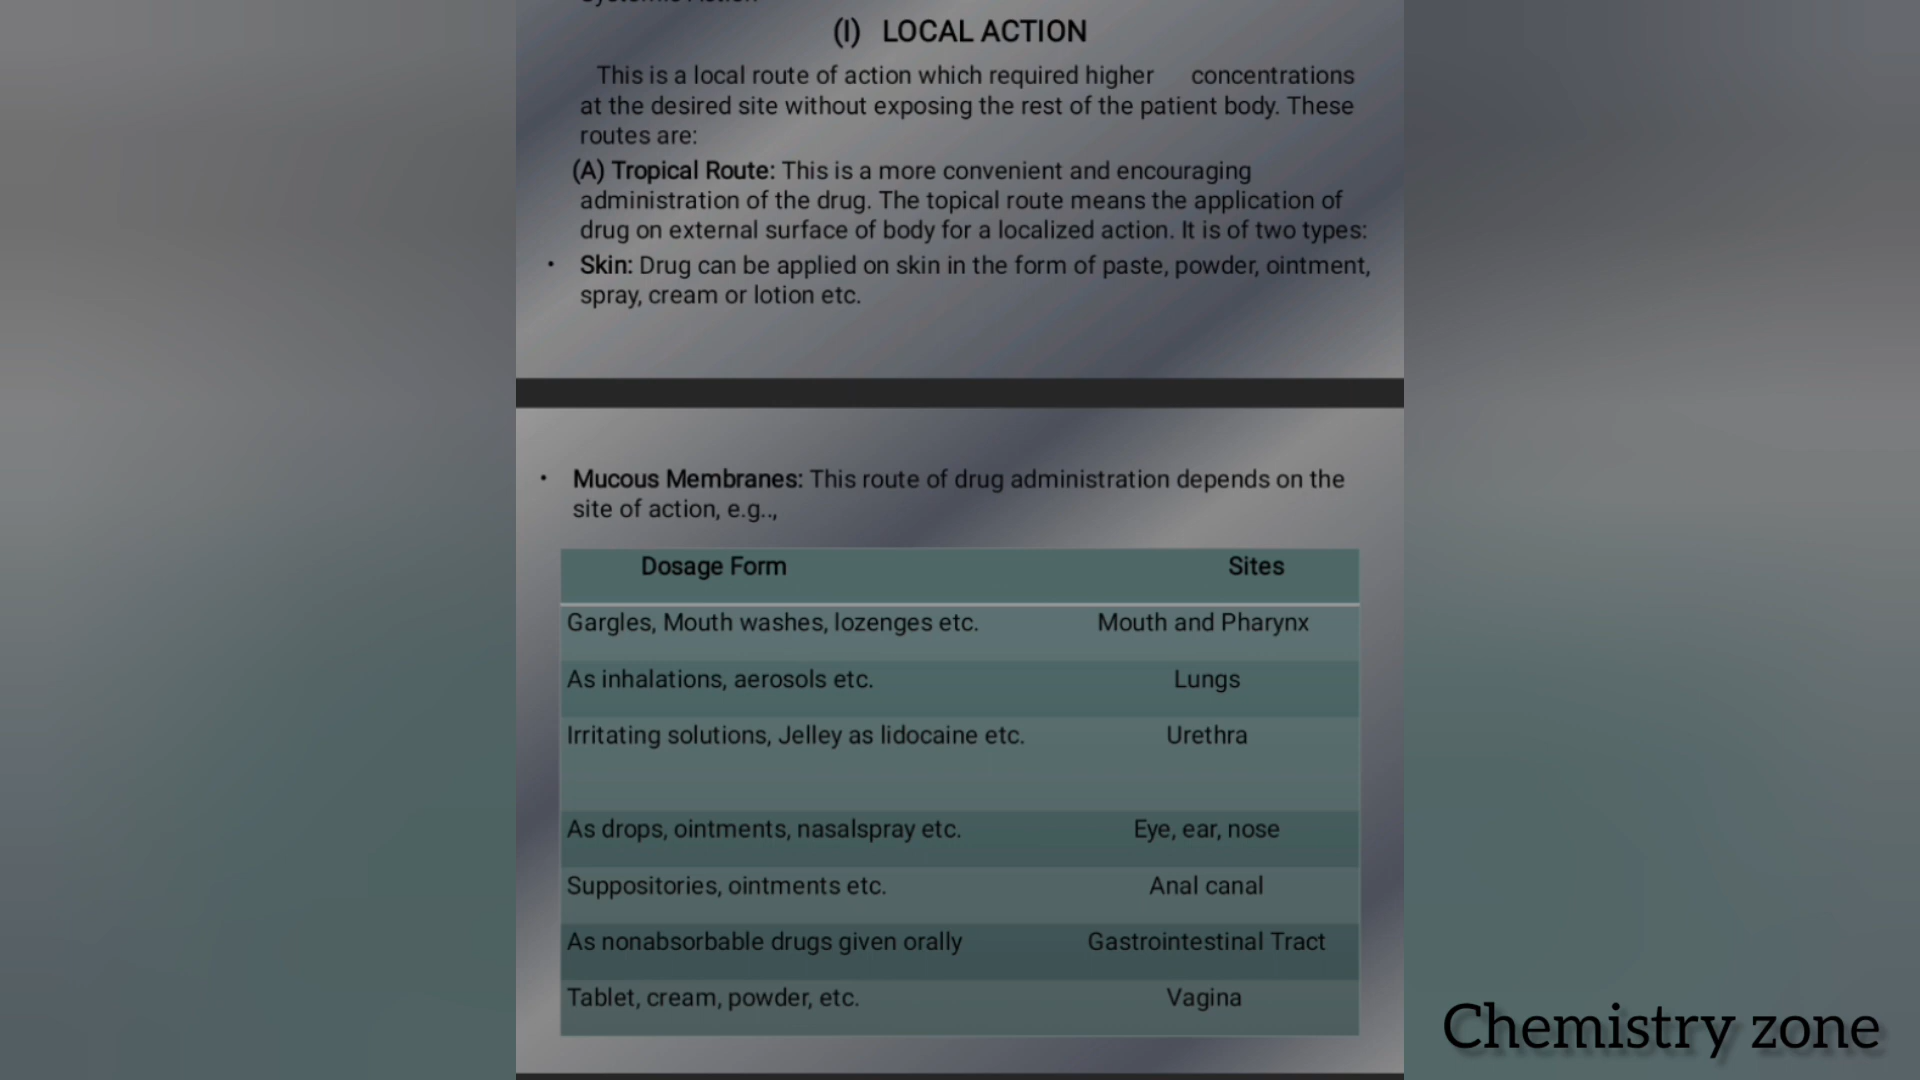 (I) LOCAL ACTION
This is a local route of action which required higher concentrations
at the desired site without exposing the rest of the patient body. These
routes are:
(A) Tropical Route: This is a more convenient and encouraging
administration of the drug. The topical route means the application of
drug on external surface of body for a localized action. It is of two types:
• Skin: Drug can be applied on skin in the form of paste, powder, ointment,
spray, cream or lotion etc.
• Mucous Membranes: This route of drug administration depends on the
site of action, e.g..,
Dosage Form Sites
Gargles, Mouth washes, lozenges etc. Mouth and Pharynx
As inhalations, aerosols etc. Lungs
Irritating solutions, Jelley as lidocaine etc. Urethra
As drops, ointments, nasalspray etc. Eye, ear, nose
Suppositories, ointments etc. Anal canal
As nonabsorbable drugs given orally Gastrointestinal Tract
Tablet, cream, powder, etc. Vagina
Chemistry zone